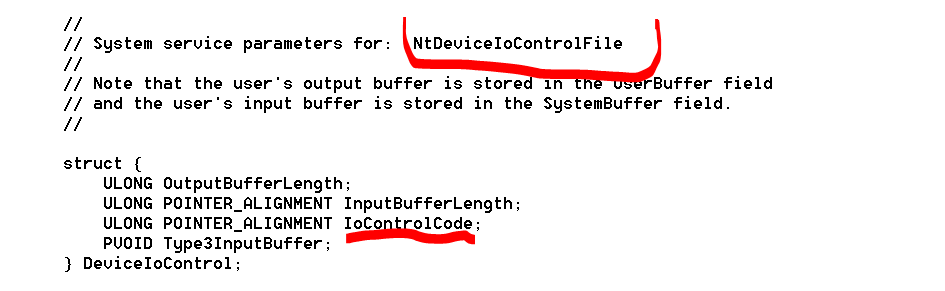 //
// System service parameters for: NtDeviceIoControlFile
//
// Note that the user's output buffer is stored in the UserBuffer field
// and the user's input buffer is stored in the SystemBuffer field.
//
struct {
ULONG OutputBufferLength;
ULONG POINTER_ALIGNMENT InputBufferLength;
ULONG POINTER_ALIGNMENT IoControlCode;
PVOID Type3InputBuffer;
} DeviceIoControl;